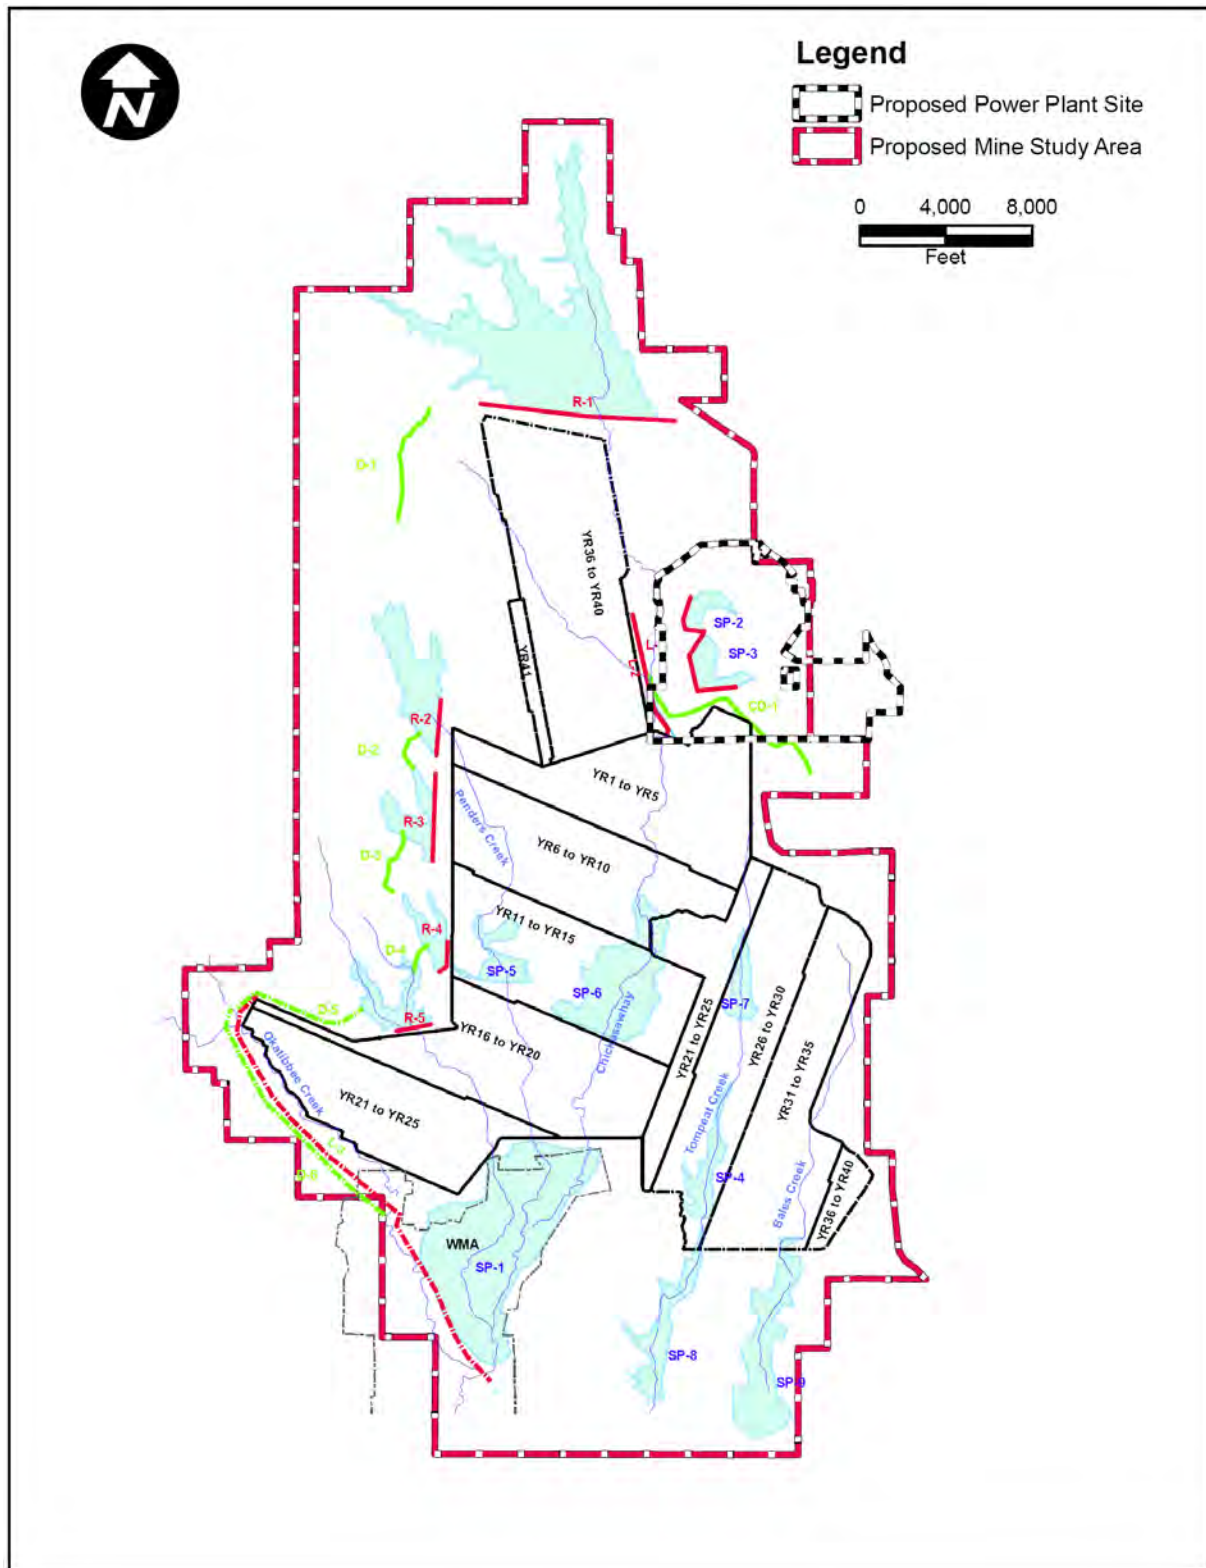 N
Legend
Proposed Power Plant Site
Proposed Mine Study Area
0 4,000 8,000
Feet
R-1
D-1
YR36 to YR40
SP-2
SP-3
YR41
L-2
CD-1
R-2
D-2
YR1 to YR5
Penders Creek
R-3
D-3
YR6 to YR10
YR11 to YR15
R-4
D-4
SP-5
SP-6
SP-7
D-5
R-5
YR16 to YR20
Chickasawhay
YR21 to YR25
YR26 to YR30
YR31 to YR35
Okatibbee Creek
YR21 to YR25
Tompeat Creek
L-3
D-6
SP-4
Bales Creek
YR36 to YR40
WMA
SP-1
SP-8
SP-9